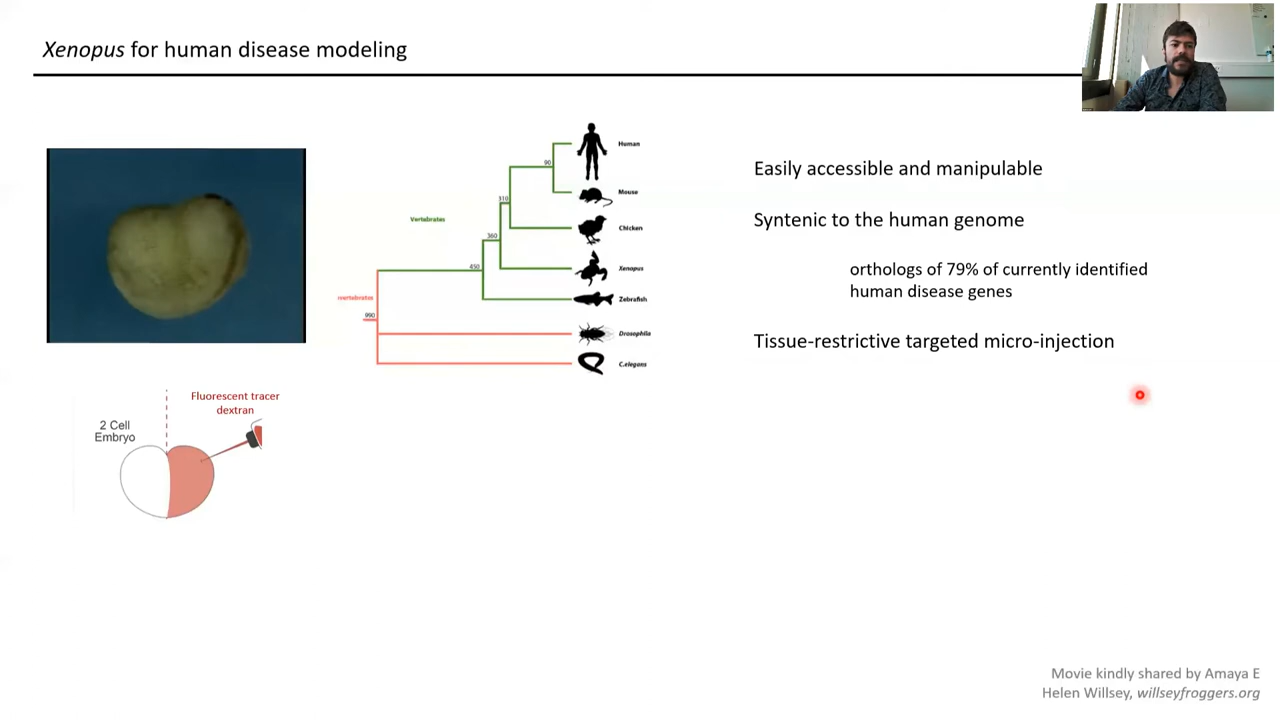 Xenopus for human disease modeling
Human
90
Mouse
310
Vertebrates
Chicken
360
Xenopus
450
Invertebrates
Zebrafish
990
Drosophila
C.elegans
Easily accessible and manipulable
Syntenic to the human genome
orthologs of 79% of currently identified
human disease genes
Tissue-restrictive targeted micro-injection
Fluorescent tracer
dextran
2 Cell
Embryo
Movie kindly shared by Amaya E
Helen Willsey, willseyfroggers.org